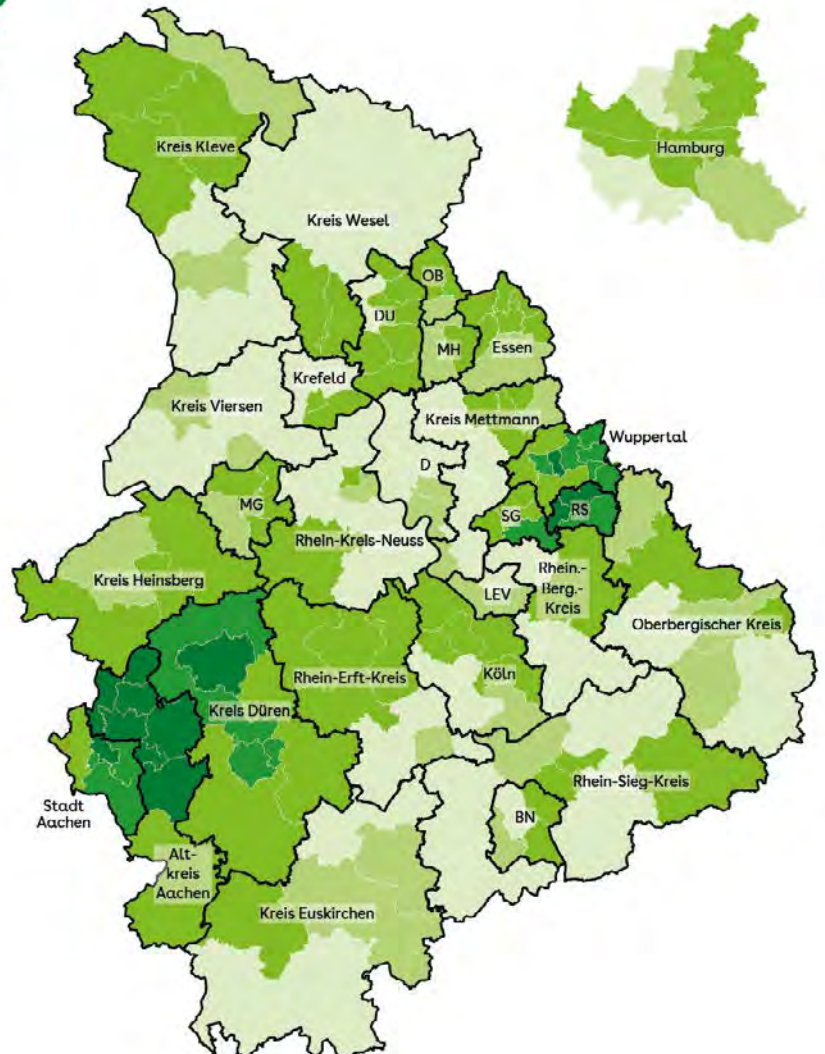 Kreis Kleve
Hamburg
Kreis Wesel
OB
DU
MH
Essen
Krefeld
Kreis Viersen
Kreis Mettmann
Wuppertal
D
MG
SG
RS
Rhein-Kreis-Neuss
Kreis Heinsberg
LEV
Rhein.-
Berg.-
Kreis
Oberbergischer Kreis
Rhein-Erft-Kreis
Köln
Kreis Düren
Rhein-Sieg-Kreis
Stadt
Aachen
BN
Alt-
kreis
Aachen
Kreis Euskirchen